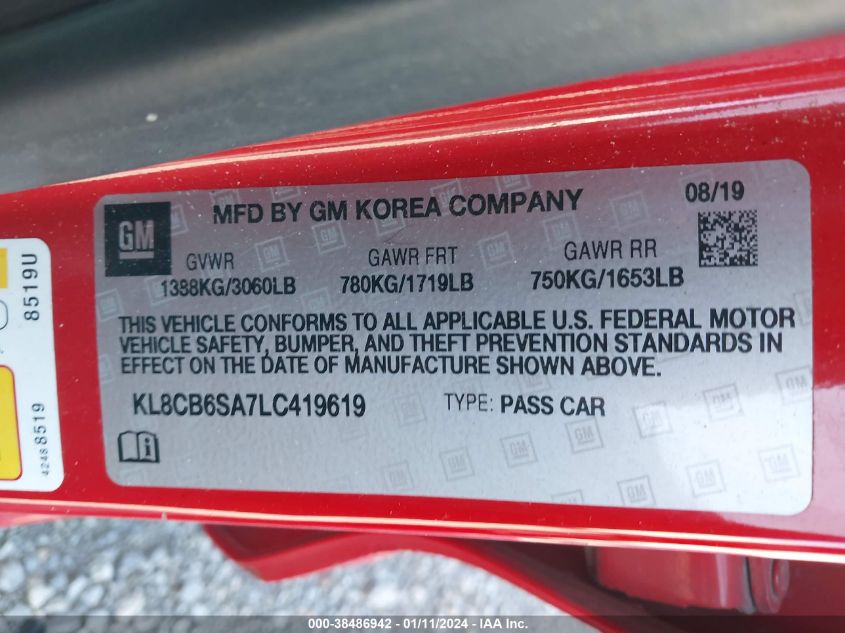 GM
MFD BY GM KOREA COMPANY
08/19
GVWR
GAWR FRT
GAWR RR
1388KG/3060LB
780KG/1719LB
750KG/1653LB
THIS VEHICLE CONFORMS TO ALL APPLICABLE U.S. FEDERAL MOTOR
VEHICLE SAFETY, BUMPER, AND THEFT PREVENTION STANDARDS IN
EFFECT ON THE DATE OF MANUFACTURE SHOWN ABOVE.
KL8CB6SA7LC419619
TYPE: PASS CAR
8519U
42488519
000-38486942 - 01/11/2024 - IAA Inc.